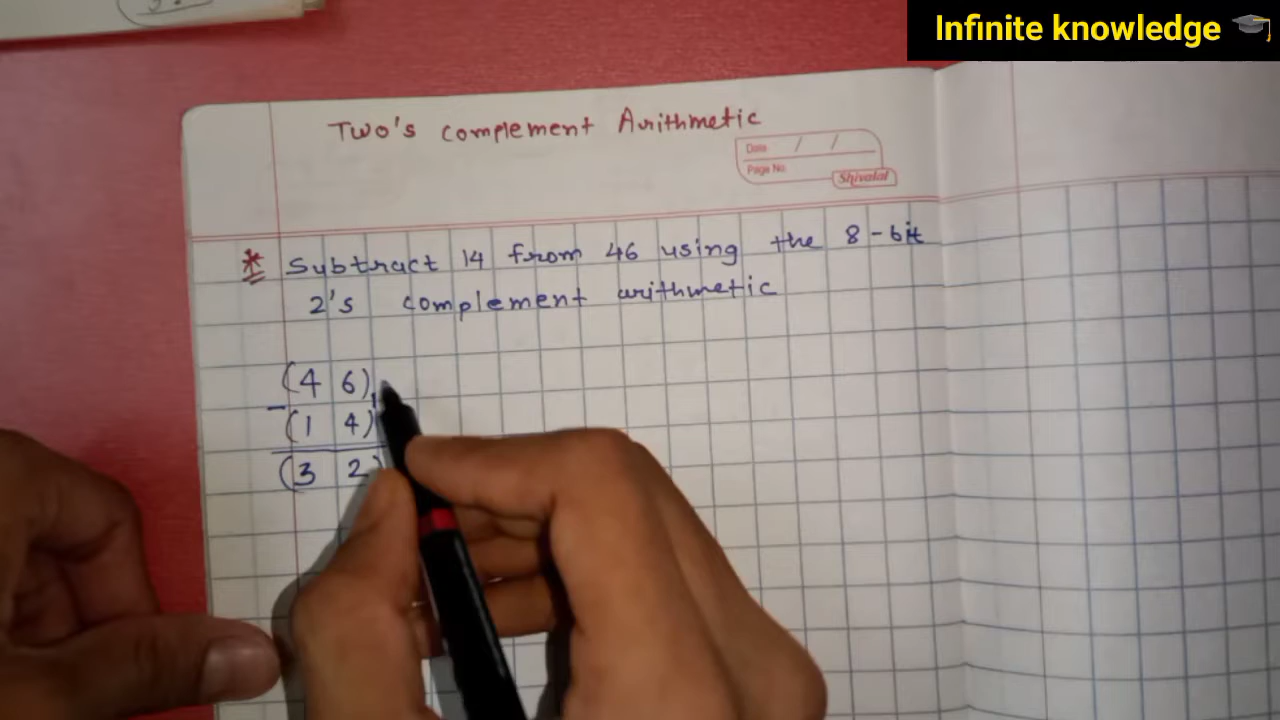 Infinite knowledge 🎓
Two's complement Arithmetic
Date / /
Page No.
Shivalal
* Subtract 14 from 46 using the 8-bit
2's complement arithmetic
(4 6)
- (1 4)
(3 2)